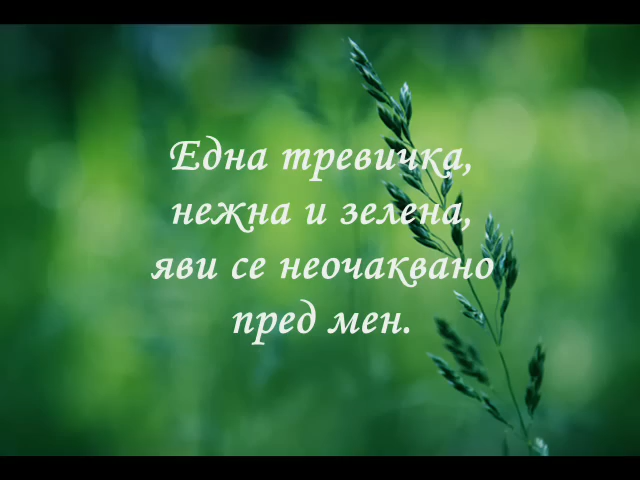 Една тревичка,
нежна и зелена,
яви се неочаквано
пред мен.